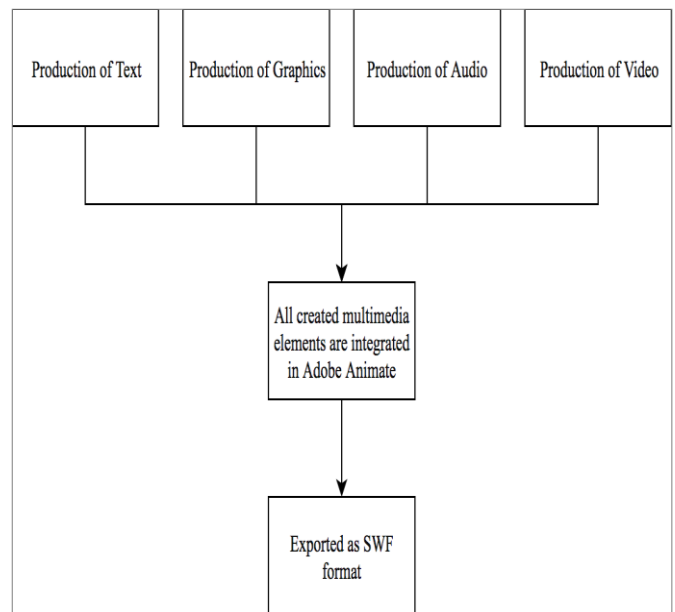 Production of Text
Production of Graphics
Production of Audio
Production of Video
All created multimedia
elements are integrated
in Adobe Animate
Exported as SWF
format